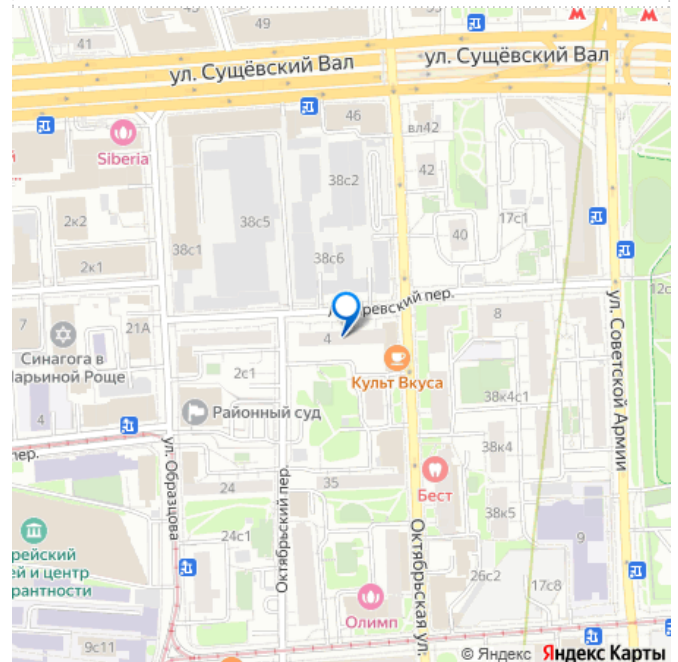 41
43
45
ул. Сущёвский Вал
ул. Сущёвский Вал
46
вл42
Siberia
38с2
42
2к2
38с5
17с1
40
38с1
38с6
2к1
ревский пер.
12с
7
21А
4
8
Синагога в
Марьиной Роще
2с1
Культ Вкуса
38к4с1
4
Районный суд
ул. Советской Армии
пер.
ул. Образцова
38к4
24
35
Бест
Октябрьский пер.
38к5
24с1
9
рейский
ей и центр
рантности
Октябрьская ул.
26с2
17с8
Олимп
9с11
© Яндекс Яндекс Карты